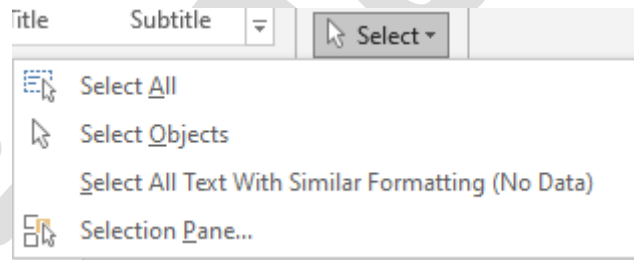 Title Subtitle
Select
Select All
Select Objects
Select All Text With Similar Formatting (No Data)
Selection Pane...